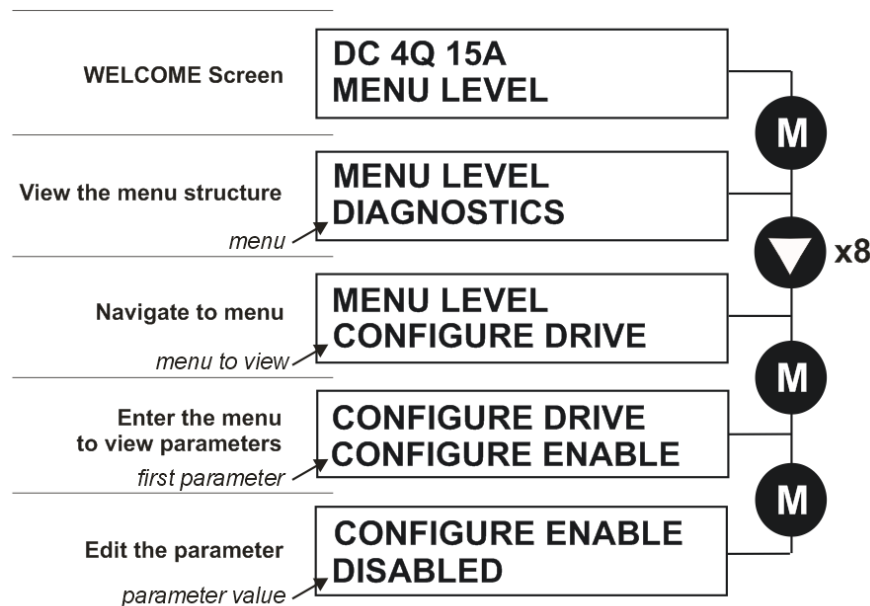 WELCOME Screen
DC 4Q 15A
MENU LEVEL
M
View the menu structure
menu
MENU LEVEL
DIAGNOSTICS
x8
Navigate to menu
menu to view
MENU LEVEL
CONFIGURE DRIVE
M
Enter the menu
to view parameters
first parameter
CONFIGURE DRIVE
CONFIGURE ENABLE
M
Edit the parameter
parameter value
CONFIGURE ENABLE
DISABLED